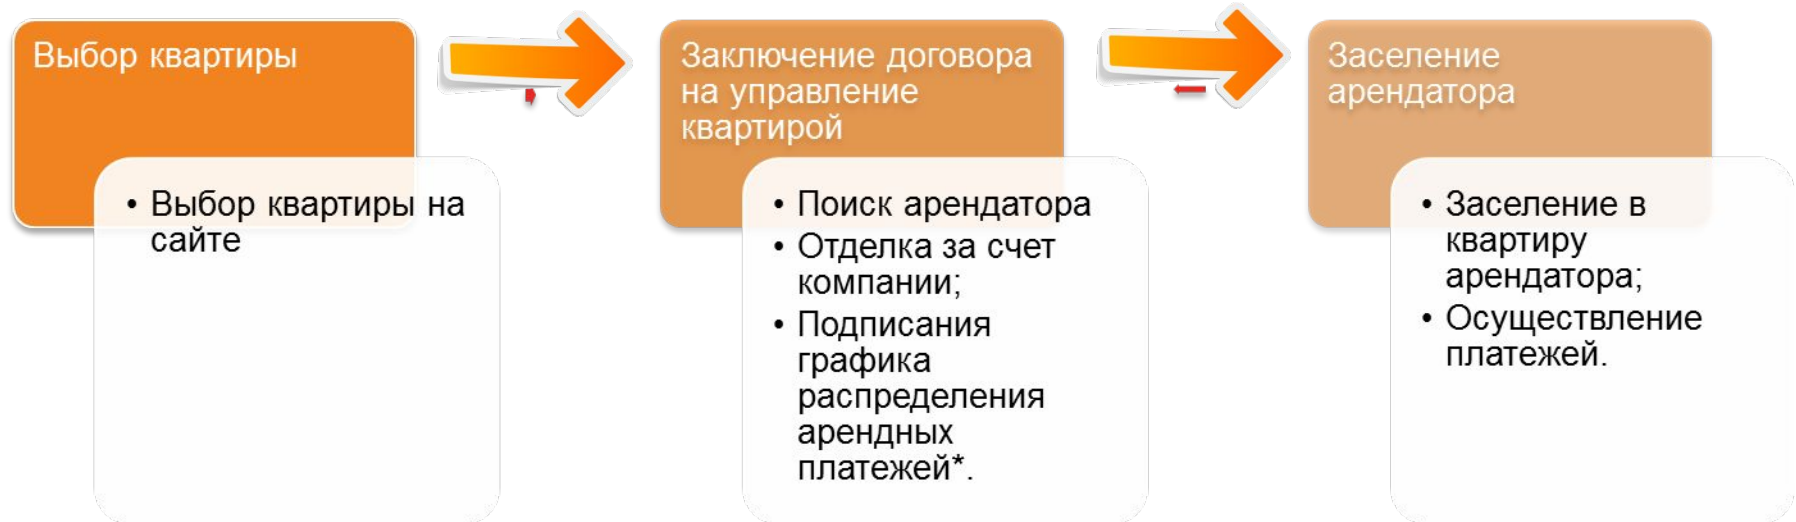 Выбор квартиры
• Выбор квартиры на
сайте
Заключение договора
на управление
квартирой
• Поиск арендатора
• Отделка за счет
компании;
• Подписания
графика
распределения
арендных
платежей*.
Заселение
арендатора
• Заселение в
квартиру
арендатора;
• Осуществление
платежей.